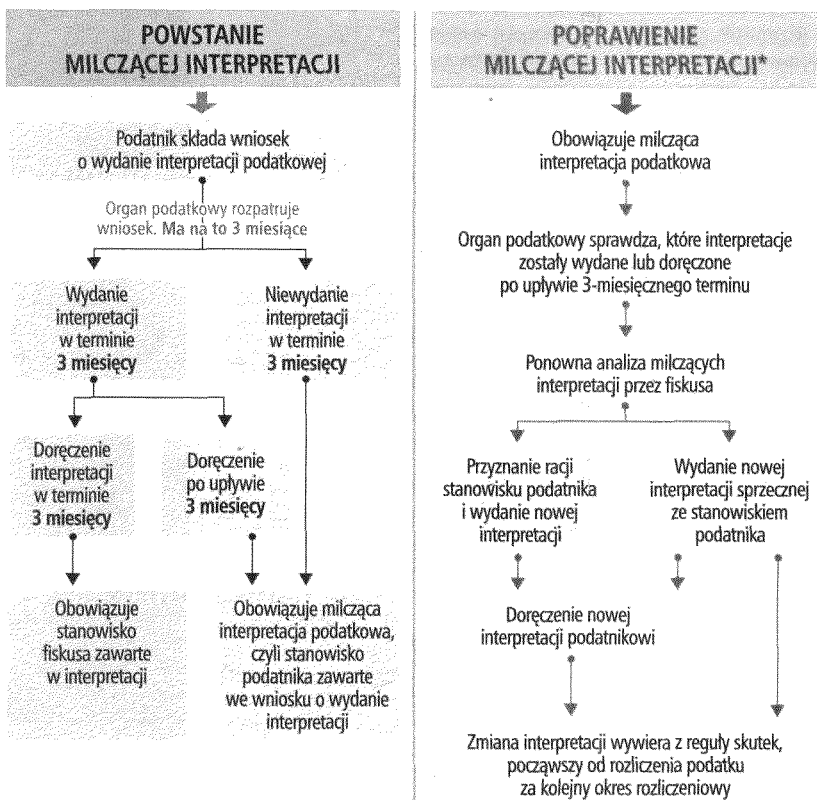 POWSTANIE
MILCZĄCEJ INTERPRETACJI
Podatnik składa wniosek
o wydanie interpretacji podatkowej
Organ podatkowy rozpatruje
wniosek. Ma na to 3 miesiące
Wydanie
interpretacji
w terminie
3 miesięcy
Niewydanie
interpretacji
w terminie
3 miesięcy
Doręczenie
interpretacji
w terminie
3 miesięcy
Doręczenie
po upływie
3 miesięcy
Obowiązuje
stanowisko
fiskusa zawarte
w interpretacji
Obowiązuje milcząca
interpretacja podatkowa,
czyli stanowisko
podatnika zawarte
we wniosku o wydanie
interpretacji
POPRAWIENIE
MILCZĄCEJ INTERPRETACJI*
Obowiązuje milcząca
interpretacja podatkowa
Organ podatkowy sprawdza, które interpretacje
zostały wydane lub doręczone
po upływie 3-miesięcznego terminu
Ponowna analiza milczących
interpretacji przez fiskusa
Przyznanie racji
stanowisku podatnika
i wydanie nowej
interpretacji
Wydanie nowej
interpretacji sprzecznej
ze stanowiskiem
podatnika
Doręczenie nowej
interpretacji podatnikowi
Zmiana interpretacji wywiera z reguły skutek,
począwszy od rozliczenia podatku
za kolejny okres rozliczeniowy